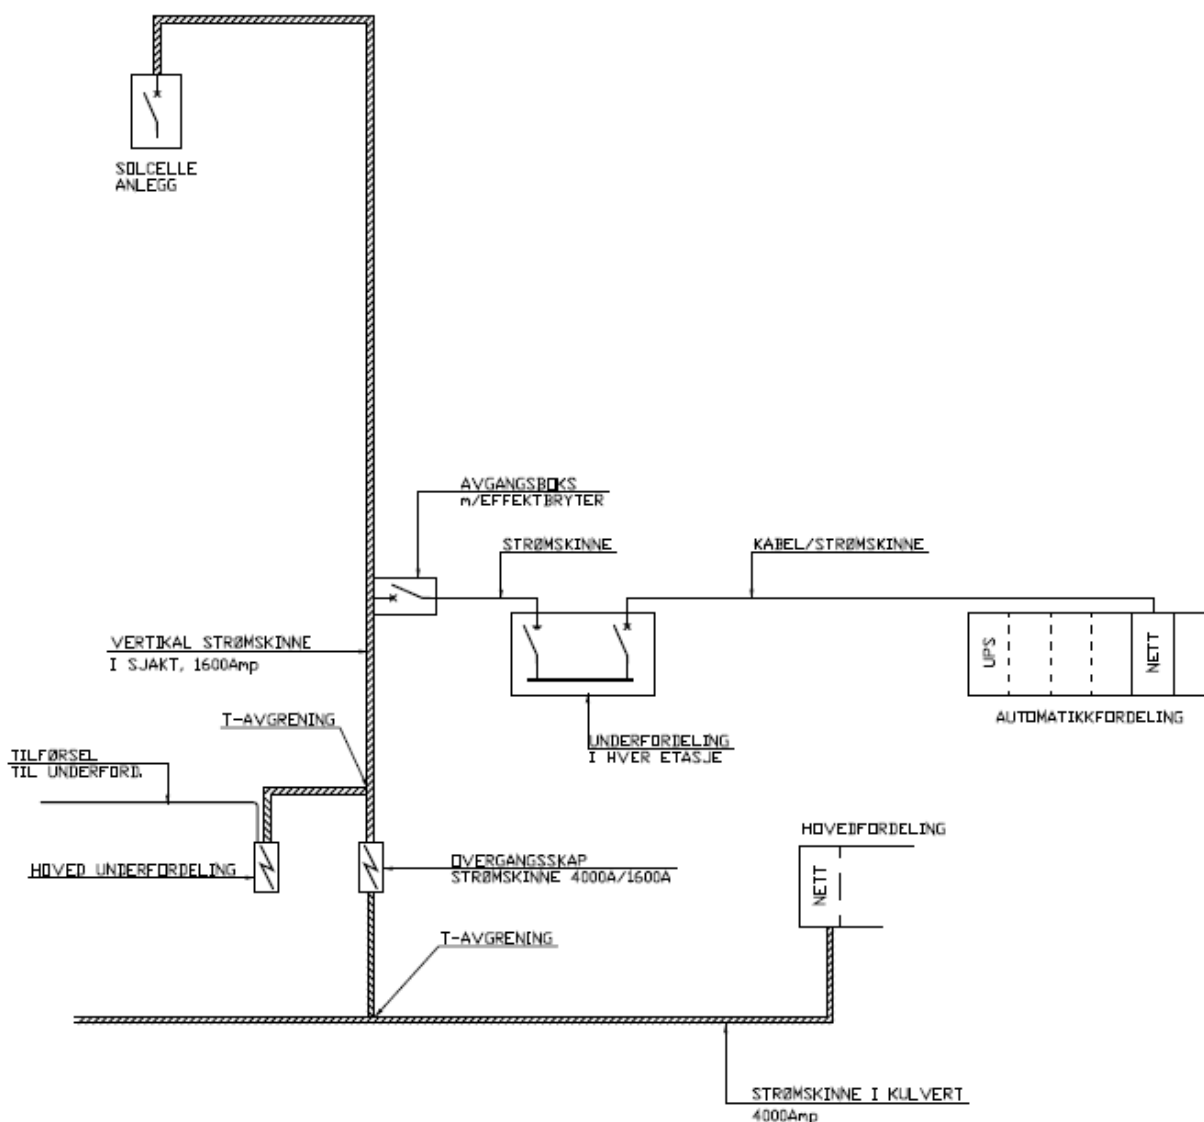 SOLCELLE
ANLEGG
AVGANGSBOKS
m/EFFEKTBRYTER
STRØMSKINNE
KABEL/STRØMSKINNE
VERTIKAL STRØMSKINNE
I SJAKT, 1600Amp
UPS
NETT
AUTOMATIKKFORDELING
T-AVGRENING
UNDERFORDELING
I HVER ETASJE
TILFØRSEL
TIL UNDERFORD.
HOVEDFORDELING
NETT
HOVED UNDERFORDELING
OVERGANGSSKAP
STRØMSKINNE 4000A/1600A
T-AVGRENING
STRØMSKINNE I KULVERT
4000Amp